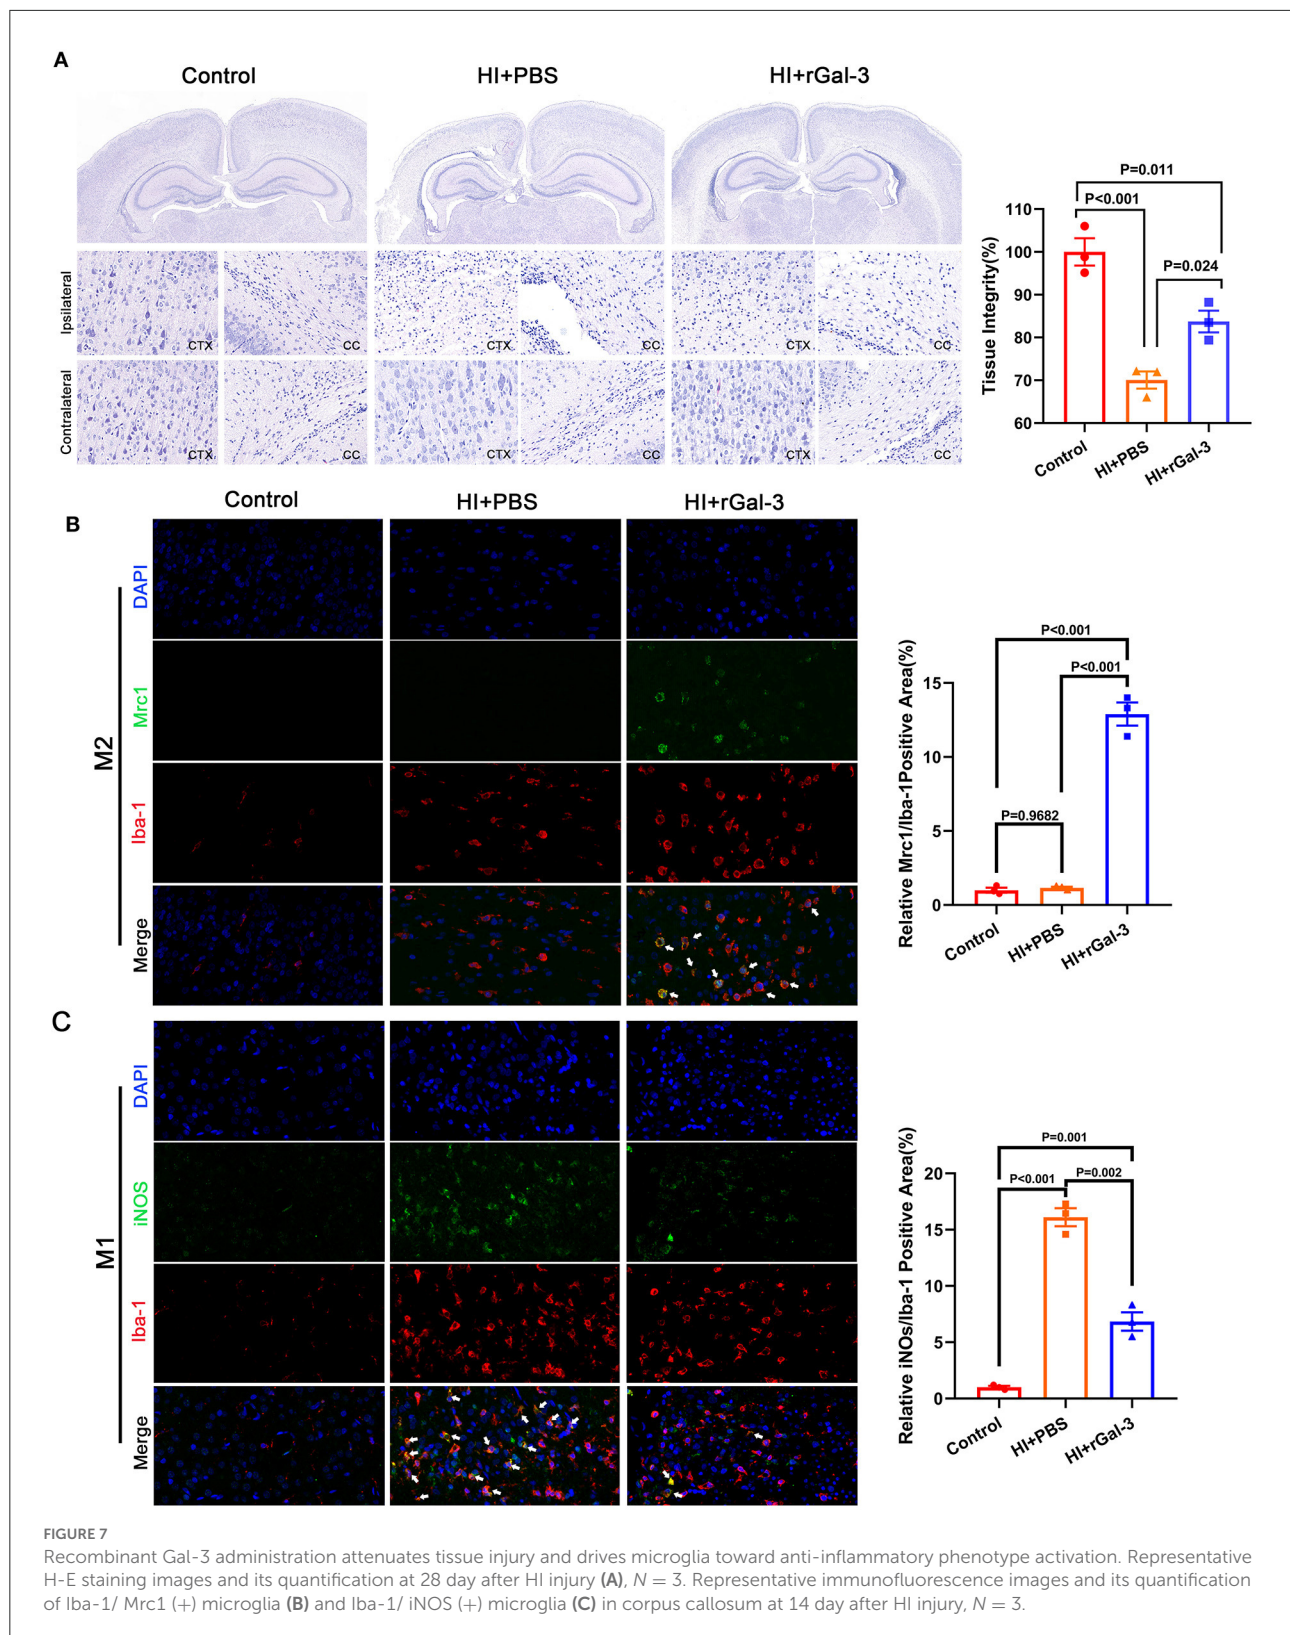 A
Control
HI+PBS
HI+rGal-3
Ipsilateral
CTX
CC
CTX
CC
CTX
CC
Contralateral
CTX
CC
CTX
CC
CTX
CC
P=0.011
P<0.001
P=0.024
Tissue Integrity(%)
110
100
90
80
70
60
Control
HI+PBS
HI+rGal-3
B
Control
HI+PBS
HI+rGal-3
M2
DAPI
Mrc1
Iba-1
Merge
P<0.001
P<0.001
P=0.9682
Relative Mrc1/Iba-1Positive Area(%)
15
10
5
0
Control
HI+PBS
HI+rGal-3
C
M1
DAPI
iNOS
Iba-1
Merge
P=0.001
P<0.001
P=0.002
Relative iNOs/Iba-1 Positive Area(%)
20
15
10
5
0
Control
HI+PBS
HI+rGal-3
FIGURE 7
Recombinant Gal-3 administration attenuates tissue injury and drives microglia toward anti-inflammatory phenotype activation. Representative
H-E staining images and its quantification at 28 day after HI injury (A), N = 3. Representative immunofluorescence images and its quantification
of Iba-1/ Mrc1 (+) microglia (B) and Iba-1/ iNOS (+) microglia (C) in corpus callosum at 14 day after HI injury, N = 3.